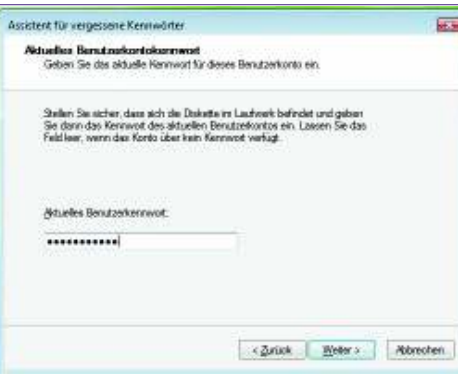 Assistent für vergessene Kennwörter
Aktuelles Benutzerkontokennwort
Geben Sie das aktuelle Kennwort für dieses Benutzerkonto ein.
Stellen Sie sicher, dass sich die Diskette im Laufwerk befindet und geben
Sie dann das Kennwort des aktuellen Benutzerkontos ein. Lassen Sie das
Feld leer, wenn das Konto über kein Kennwort verfügt.
Aktuelles Benutzerkennwort:
•••••••••••
< Zurück Weiter > Abbrechen